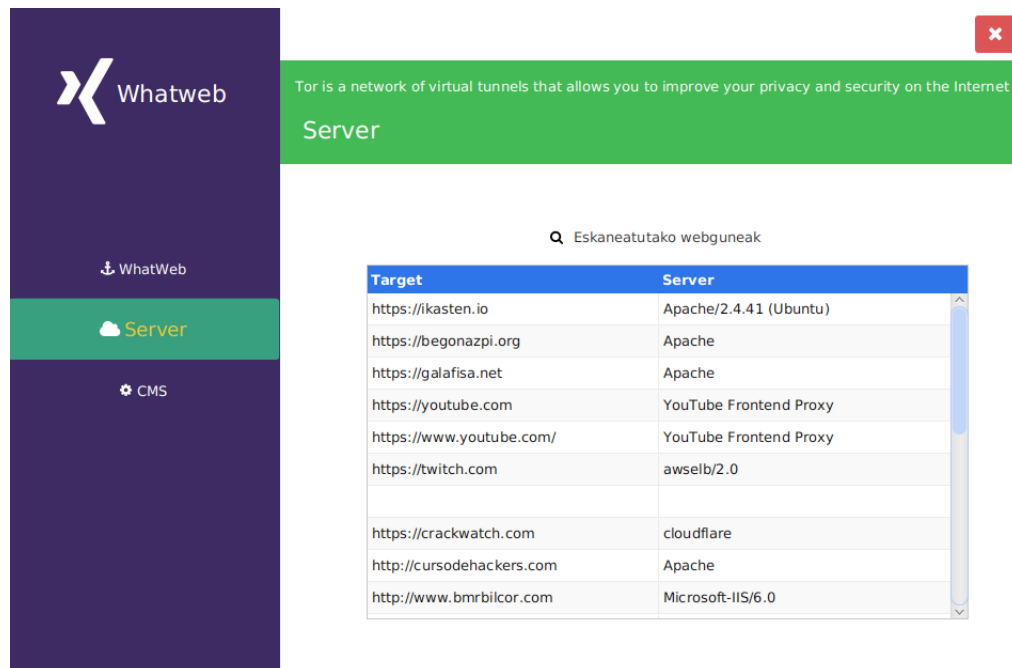 Whatweb
WhatWeb
Server
CMS
Tor is a network of virtual tunnels that allows you to improve your privacy and security on the Internet
Server
Eskaneatutako webguneak
Target Server
https://ikasten.io Apache/2.4.41 (Ubuntu)
https://begonazpi.org Apache
https://galafisa.net Apache
https://youtube.com YouTube Frontend Proxy
https://www.youtube.com/ YouTube Frontend Proxy
https://twitch.com awselb/2.0
https://crackwatch.com cloudflare
http://cursodehackers.com Apache
http://www.bmrbilcor.com Microsoft-IIS/6.0